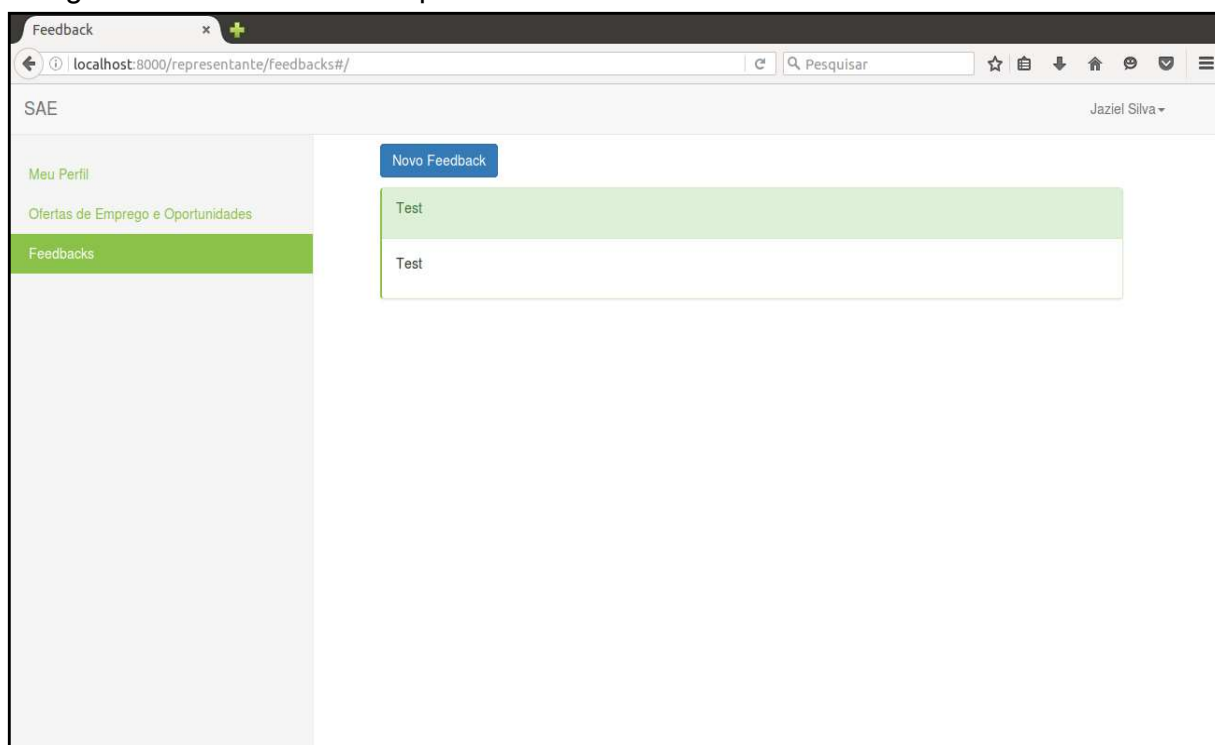 Feedback
localhost:8000/representante/feedbacks#/
Pesquisar
SAE
Jaziel Silva
Meu Perfil
Ofertas de Emprego e Oportunidades
Feedbacks
Novo Feedback
Test
Test